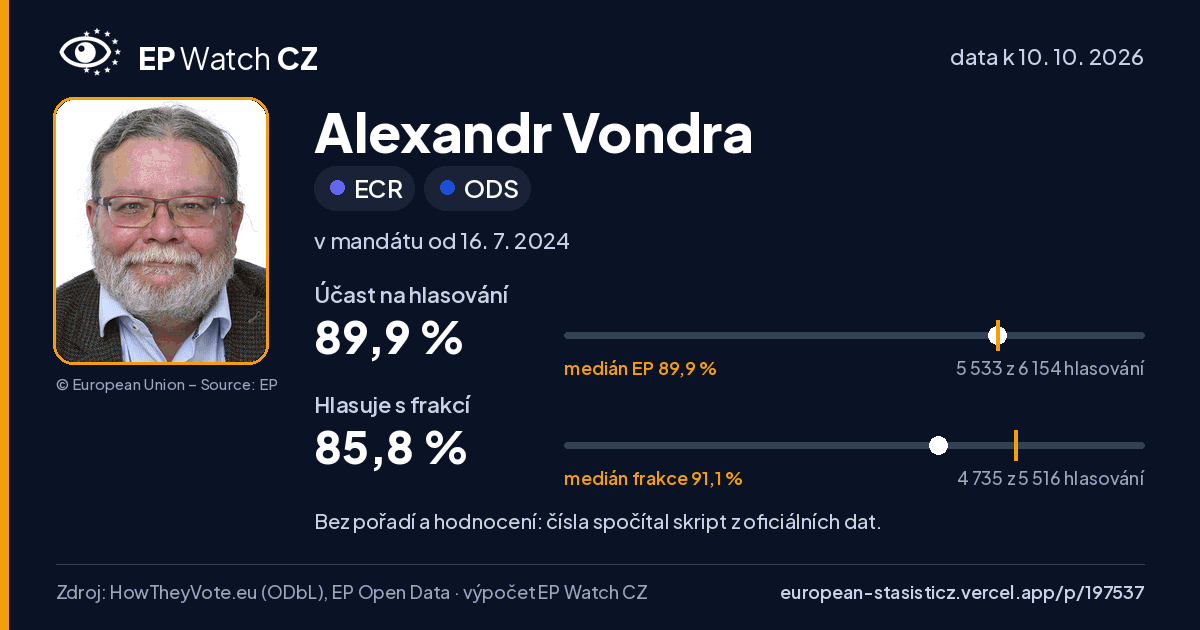 EP Watch CZ
data k 10. 10. 2026
Alexandr Vondra
ECR
ODS
v mandátu od 16. 7. 2024
Účast na hlasování
89,9 %
medián EP 89,9 %
5 533 z 6 154 hlasování
© European Union – Source: EP
Hlasuje s frakcí
85,8 %
medián frakce 91,1 %
4 735 z 5 516 hlasování
Bez pořadí a hodnocení: čísla spočítal skript z oficiálních dat.
Zdroj: HowTheyVote.eu (ODbL), EP Open Data · výpočet EP Watch CZ
european-stasisticz.vercel.app/p/197537